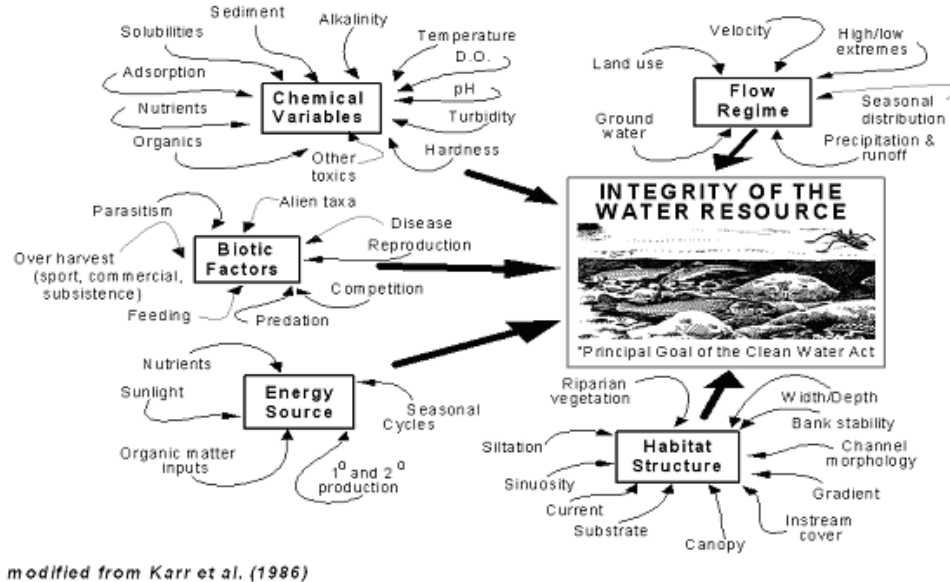 Sediment
Alkalinity
Solubilities
Temperature
D.O.
Adsorption
pH
Nutrients
Turbidity
Organics
Hardness
Other
toxics
Chemical
Variables
Velocity
High/low
extremes
Land use
Flow
Regime
Seasonal
distribution
Ground
water
Precipitation &
runoff
INTEGRITY OF THE
WATER RESOURCE
"Principal Goal of the Clean Water Act
Parasitism
Alien taxa
Disease
Reproduction
Biotic
Factors
Over harvest
(sport, commercial,
subsistence)
Competition
Feeding
Predation
Nutrients
Sunlight
Energy
Source
Seasonal
Cycles
Organic matter
inputs
1º and 2º
production
Riparian
vegetation
Width/Depth
Bank stability
Siltation
Habitat
Structure
Channel
morphology
Sinuosity
Gradient
Current
Substrate
Instream
cover
Canopy
modified from Karr et al. (1986)